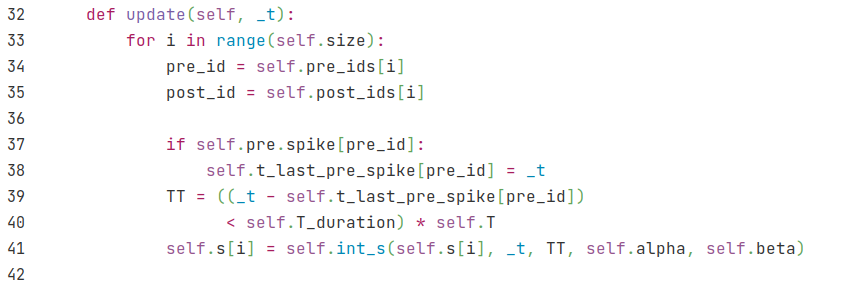 32 def update(self, _t):
33 for i in range(self.size):
34 pre_id = self.pre_ids[i]
35 post_id = self.post_ids[i]
36
37 if self.pre.spike[pre_id]:
38 self.t_last_pre_spike[pre_id] = _t
39 TT = ((_t - self.t_last_pre_spike[pre_id])
40 < self.T_duration) * self.T
41 self.s[i] = self.int_s(self.s[i], _t, TT, self.alpha, self.beta)
42